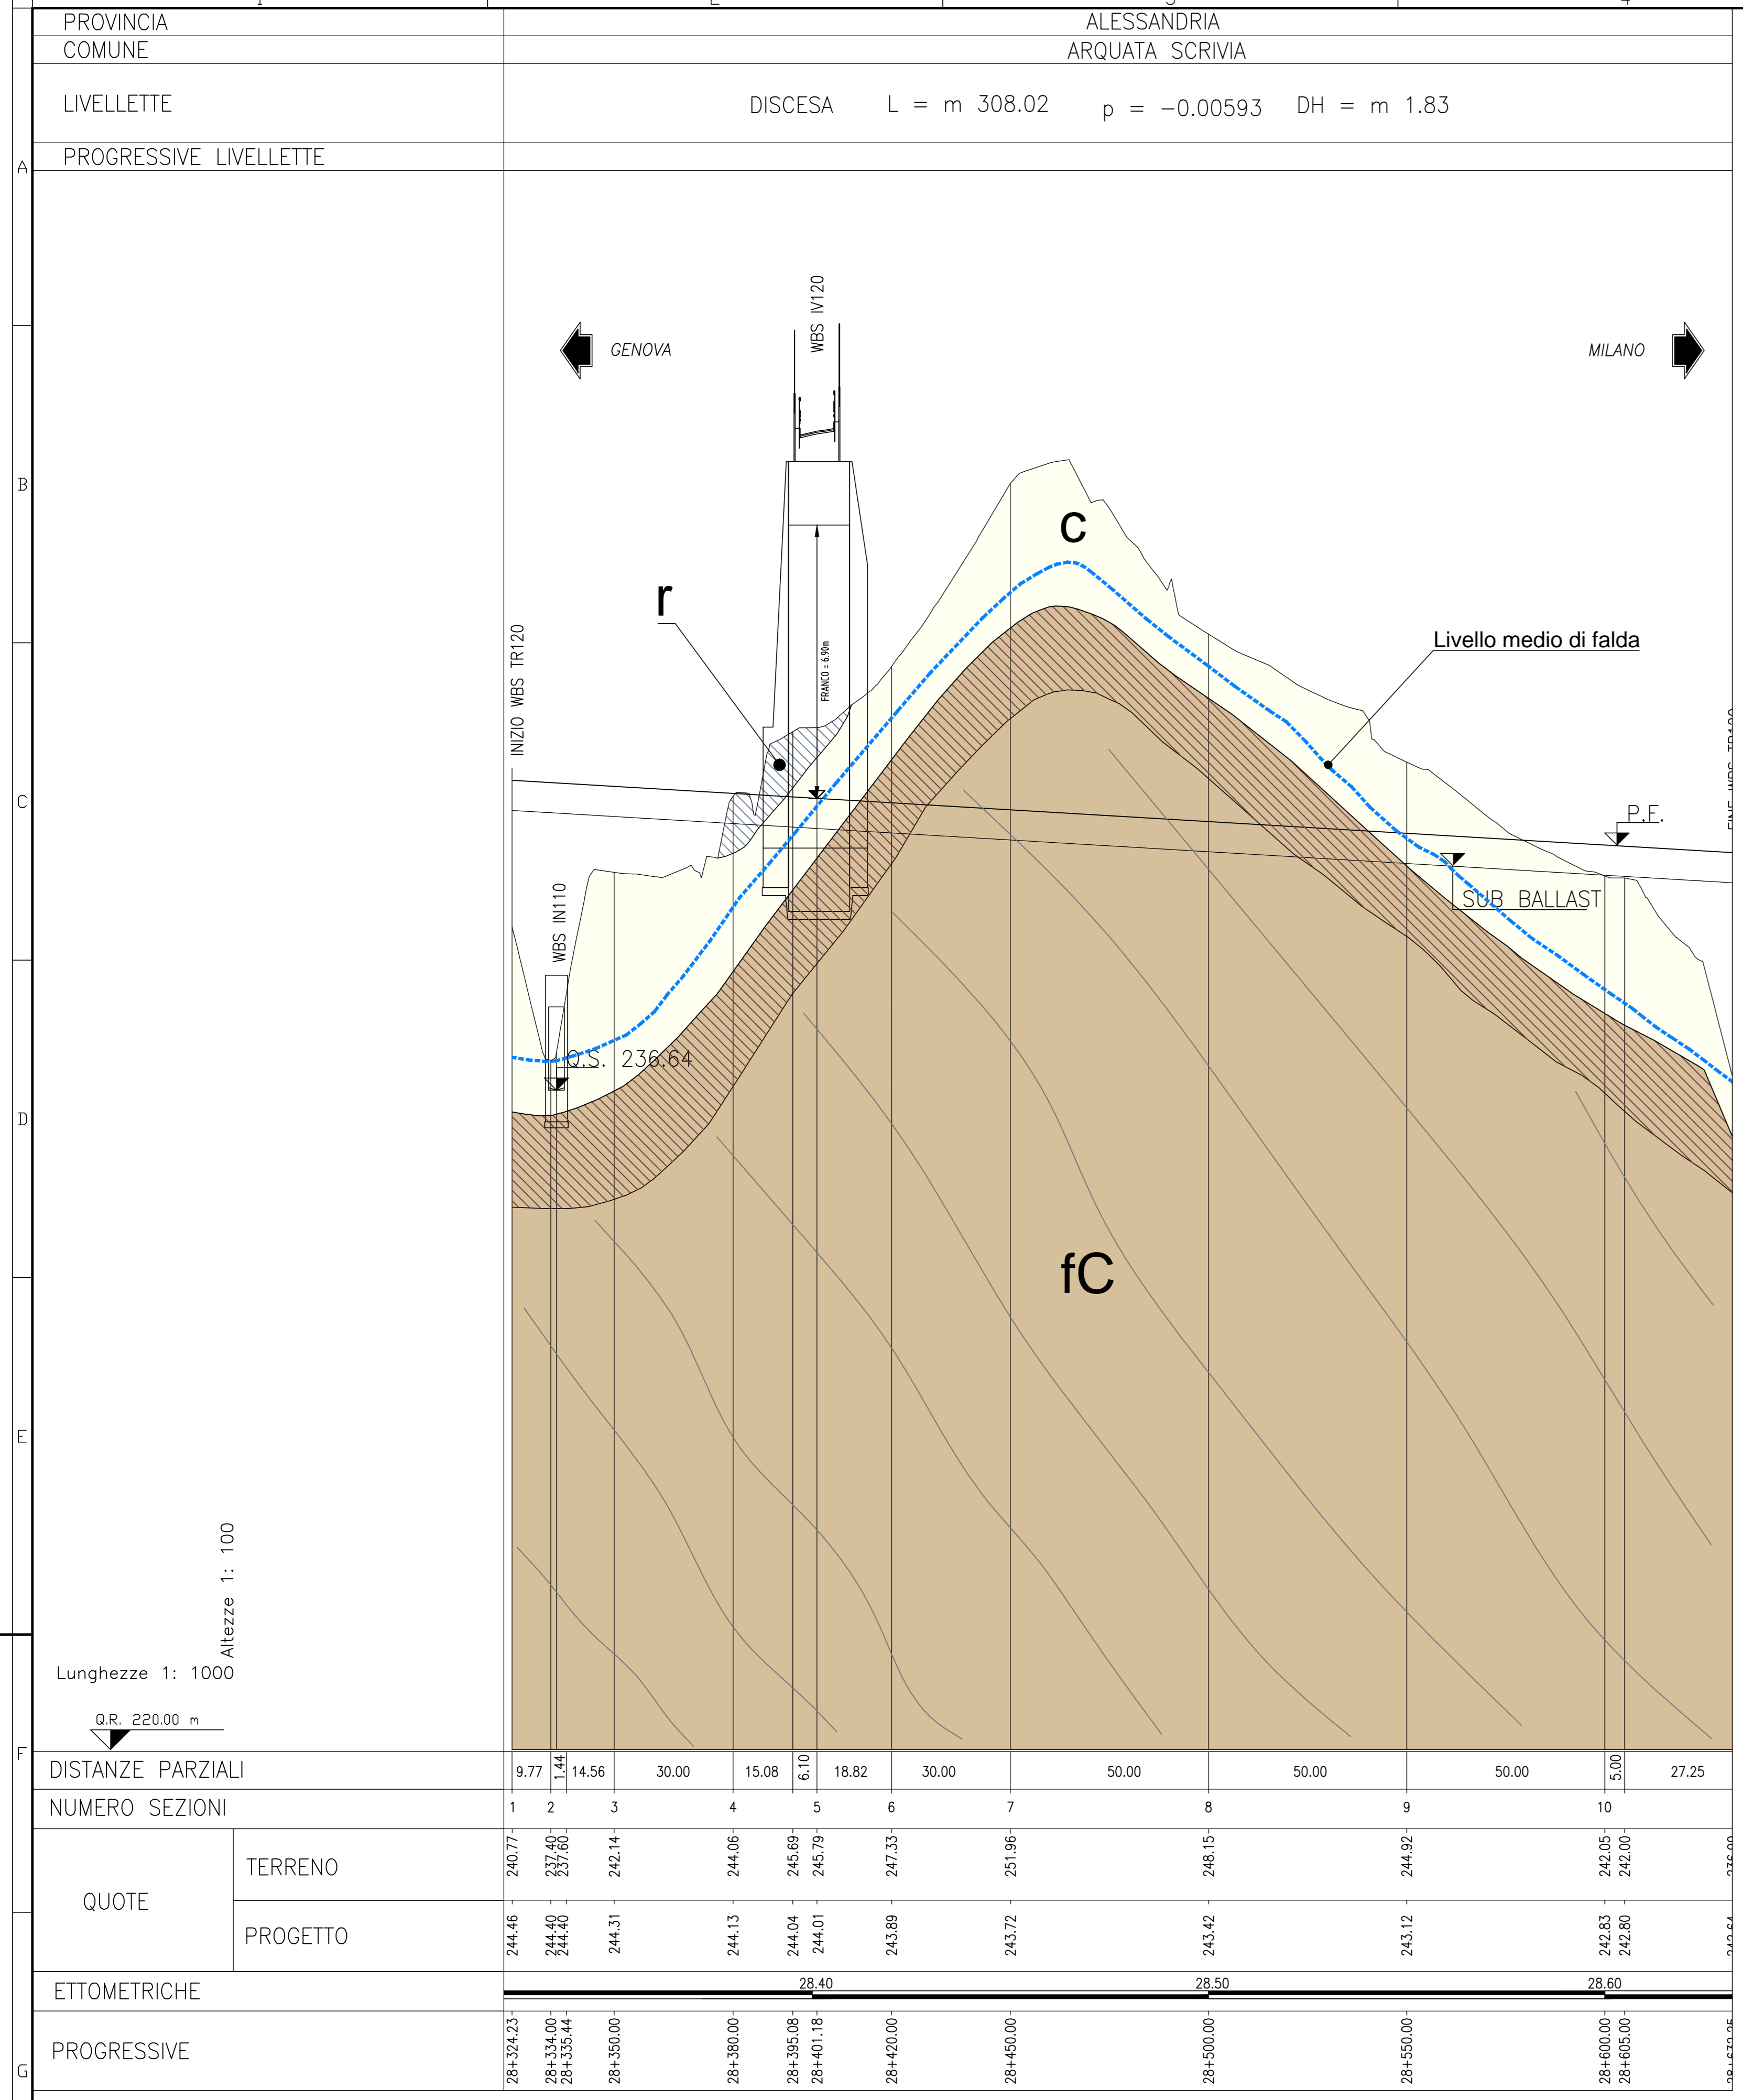 PROVINCIA ALESSANDRIA
COMUNE ARQUATA SCRIVIA
LIVELLETTE DISCESA L = m 308.02 p = -0.00593 DH = m 1.83
PROGRESSIVE LIVELLETTE
A
WBS IV120
GENOVA
MILANO
B
c
r
FRANCO = 6.90m
INIZIO WBS TR120
Livello medio di falda
C
P.F.
SUB BALLAST
WBS IN110
Q.S. 236.64
D
fC
E
Altezze 1: 100
Lunghezze 1: 1000
Q.R. 220.00 m
F
DISTANZE PARZIALI 9.77 1.44 14.56 30.00 15.08 6.10 18.82 30.00 50.00 50.00 50.00 5.00 27.25
NUMERO SEZIONI 1 2 3 4 5 6 7 8 9 10
QUOTE
TERRENO 240.77 237.40 237.60 242.14 244.06 245.69 245.79 247.33 251.96 248.15 244.92 242.05 242.00
PROGETTO 244.46 244.40 244.40 244.31 244.13 244.04 244.01 243.89 243.72 243.42 243.12 242.83 242.80
ETTOMETRICHE 28.40 28.50 28.60
PROGRESSIVE 28+324.23 28+334.00 28+335.44 28+350.00 28+380.00 28+395.08 28+401.18 28+420.00 28+450.00 28+500.00 28+550.00 28+600.00 28+605.00
G